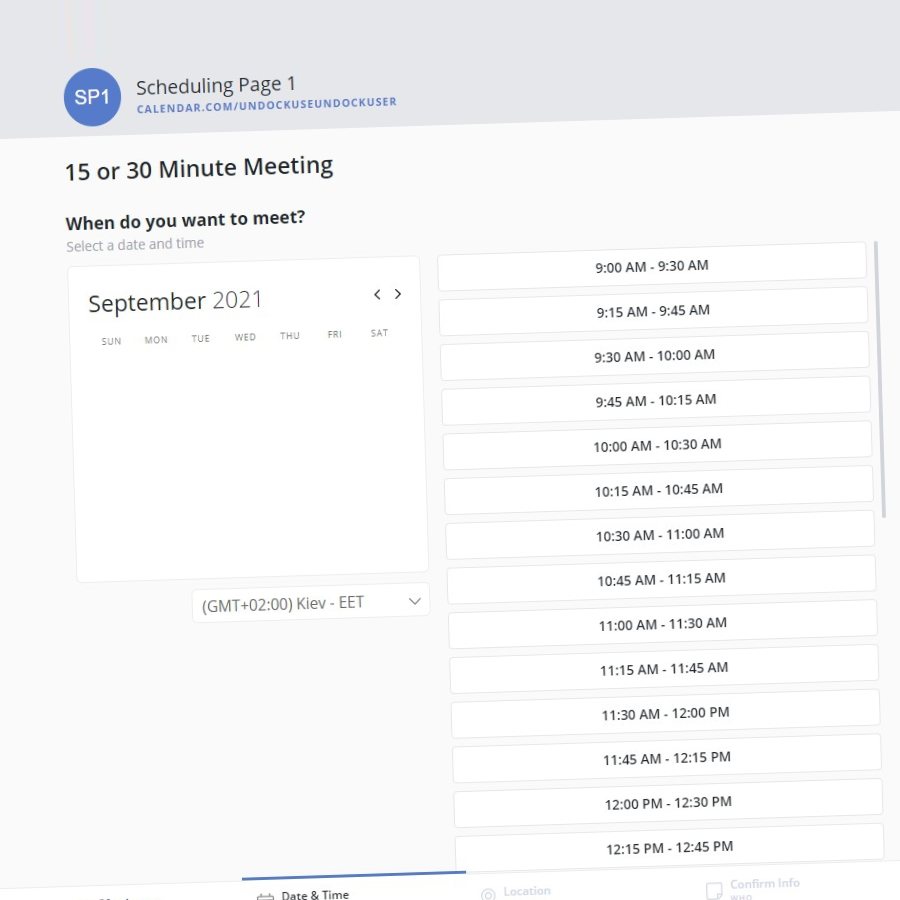 SP1
Scheduling Page 1
CALENDAR.COM/UNDOCKUSEUNDOCKUSER
15 or 30 Minute Meeting
When do you want to meet?
Select a date and time
September 2021
SUN MON TUE WED THU FRI SAT
(GMT+02:00) Kiev - EET
9:00 AM - 9:30 AM
9:15 AM - 9:45 AM
9:30 AM - 10:00 AM
9:45 AM - 10:15 AM
10:00 AM - 10:30 AM
10:15 AM - 10:45 AM
10:30 AM - 11:00 AM
10:45 AM - 11:15 AM
11:00 AM - 11:30 AM
11:15 AM - 11:45 AM
11:30 AM - 12:00 PM
11:45 AM - 12:15 PM
12:00 PM - 12:30 PM
12:15 PM - 12:45 PM
Date & Time
Location
Confirm Info
WHO